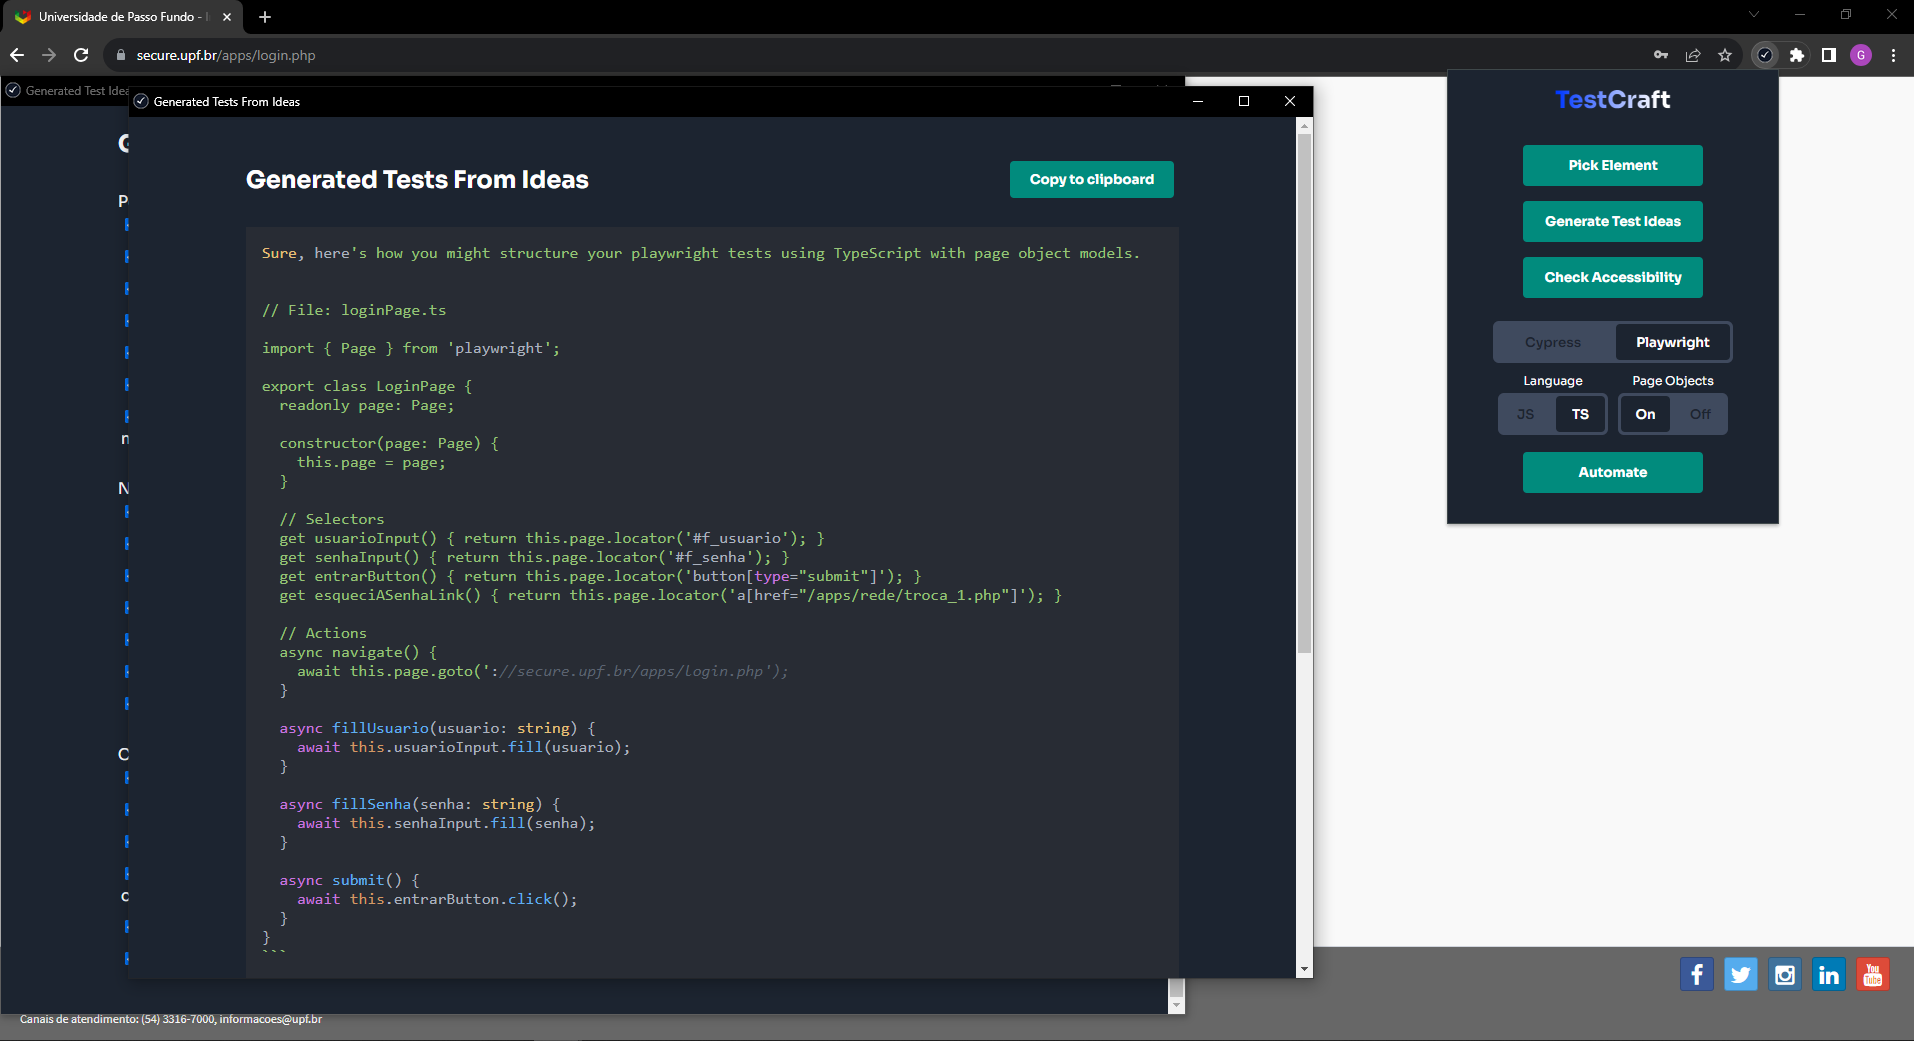 Universidade de Passo Fundo - I
secure.upf.br/apps/login.php
G
Generated Test Idea
Generated Tests From Ideas
G
P
n
N
O
c
Generated Tests From Ideas
Copy to clipboard
Sure, here's how you might structure your playwright tests using TypeScript with page object models.
// File: loginPage.ts
import { Page } from 'playwright';
export class LoginPage {
readonly page: Page;
constructor(page: Page) {
this.page = page;
}
// Selectors
get usuarioInput() { return this.page.locator('#f_usuario'); }
get senhaInput() { return this.page.locator('#f_senha'); }
get entrarButton() { return this.page.locator('button[type="submit"]'); }
get esqueciASenhaLink() { return this.page.locator('a[href="/apps/rede/troca_1.php"]'); }
// Actions
async navigate() {
await this.page.goto('://secure.upf.br/apps/login.php');
}
async fillUsuario(usuario: string) {
await this.usuarioInput.fill(usuario);
}
async fillSenha(senha: string) {
await this.senhaInput.fill(senha);
}
async submit() {
await this.entrarButton.click();
}
}
```
TestCraft
Pick Element
Generate Test Ideas
Check Accessibility
Cypress Playwright
Language Page Objects
JS TS On Off
Automate
You Tube
Canais de atendimento: (54) 3316-7000, informacoes@upf.br